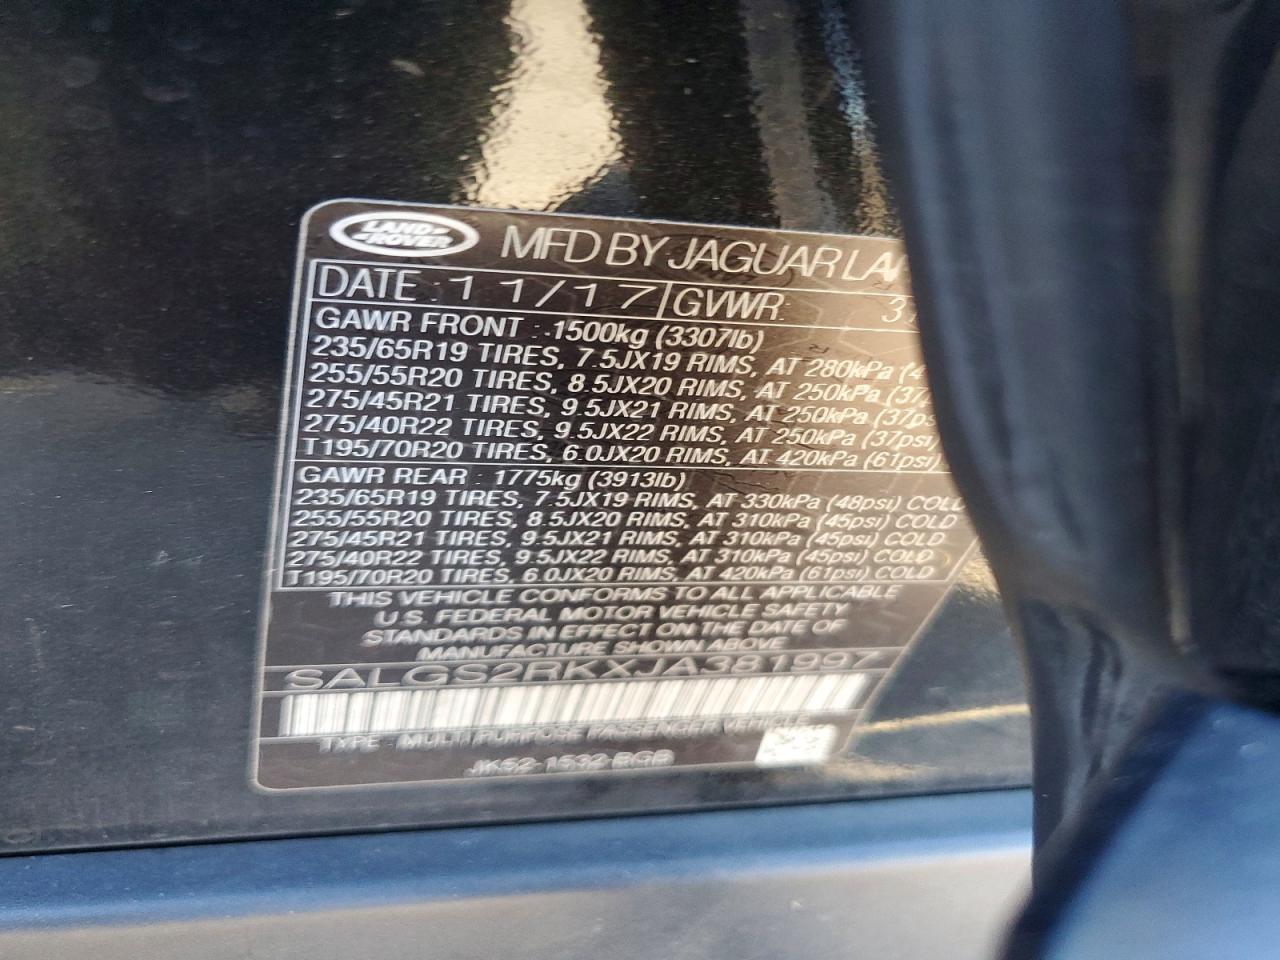 LAND-
ROVER
MFD BY JAGUAR LA
DATE : 11/17 GVWR: 3
GAWR FRONT : 1500kg (3307lb)
235/65R19 TIRES, 7.5JX19 RIMS, AT 280kPa (4
255/55R20 TIRES, 8.5JX20 RIMS, AT 250kPa (37p
275/45R21 TIRES, 9.5JX21 RIMS, AT 250kPa (37ps
275/40R22 TIRES, 9.5JX22 RIMS, AT 250kPa (37psi)
T195/70R20 TIRES, 6.0JX20 RIMS, AT 420kPa (61psi)
GAWR REAR : 1775kg (3913lb)
235/65R19 TIRES, 7.5JX19 RIMS, AT 330kPa (48psi) COLD
255/55R20 TIRES, 8.5JX20 RIMS, AT 310kPa (45psi) COLD
275/45R21 TIRES, 9.5JX21 RIMS, AT 310kPa (45psi) COLD
275/40R22 TIRES, 9.5JX22 RIMS, AT 310kPa (45psi) COLD
T195/70R20 TIRES, 6.0JX20 RIMS, AT 420kPa (61psi) COLD
THIS VEHICLE CONFORMS TO ALL APPLICABLE
U.S. FEDERAL MOTOR VEHICLE SAFETY
STANDARDS IN EFFECT ON THE DATE OF
MANUFACTURE SHOWN ABOVE
SALGS2RKXJA381997
TYPE : MULTI PURPOSE PASSENGER VEHICLE
JK52-1532-BGB